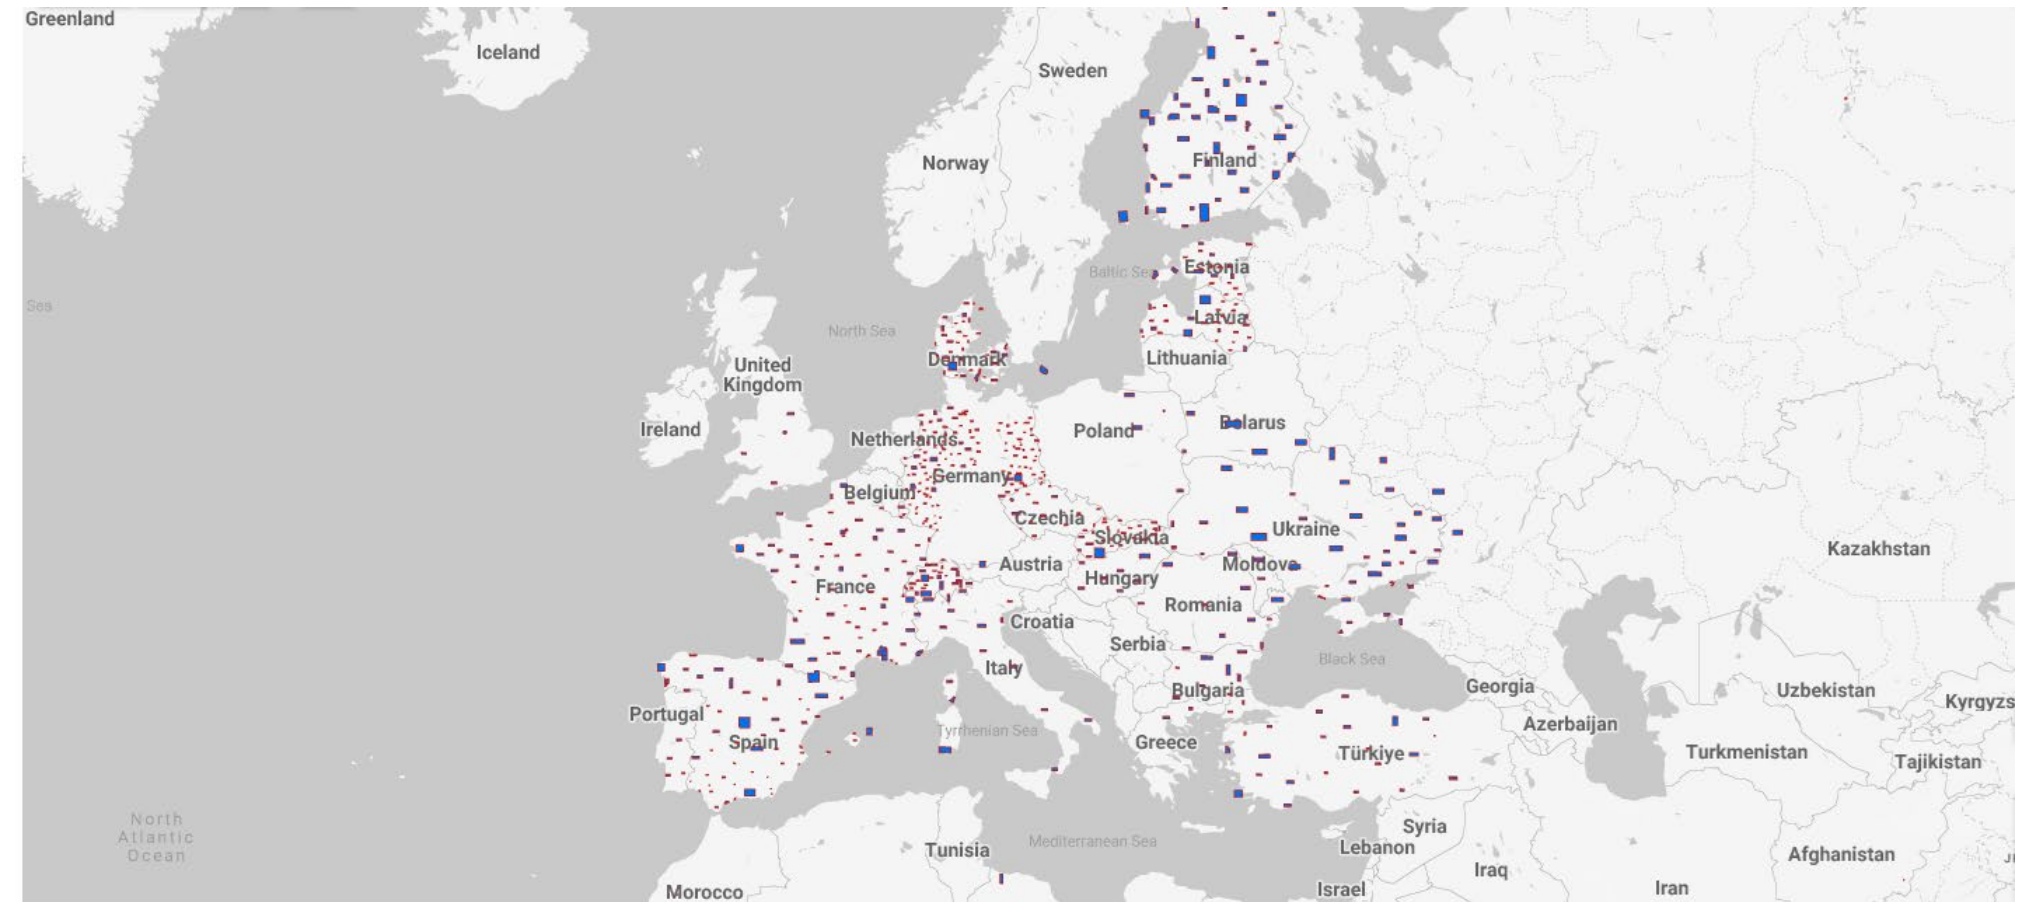 Greenland
Iceland
Sweden
Norway
Finland
Baltic Sea
Estonia
Sea
North Sea
Latvia
Denmark
Lithuania
United
Kingdom
Ireland
Netherlands
Poland
Belarus
Germany
Belgium
Czechia
Slovakia
Ukraine
Kazakhstan
France
Austria
Hungary
Moldova
Romania
Croatia
Serbia
Italy
Black Sea
Bulgaria
Georgia
Uzbekistan
Kyrgyzs
Portugal
Spain
Tyrrhenian Sea
Greece
Türkiye
Azerbaijan
Turkmenistan
Tajikistan
North
Atlantic
Ocean
Tunisia
Mediterranean Sea
Syria
Lebanon
Afghanistan
Morocco
Israel
Iraq
Iran